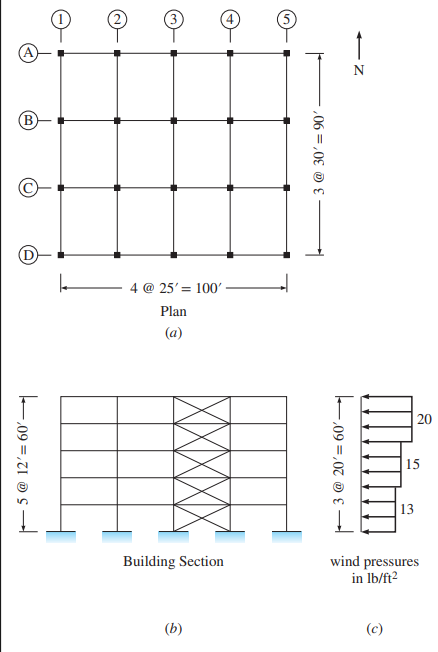 1 2 3 4 5
A
B
C
D
N
3 @ 30′ = 90′
4 @ 25′ = 100′
Plan
(a)
5 @ 12′ = 60′
Building Section
(b)
3 @ 20′ = 60′
20
15
13
wind pressures
in lb/ft²
(c)